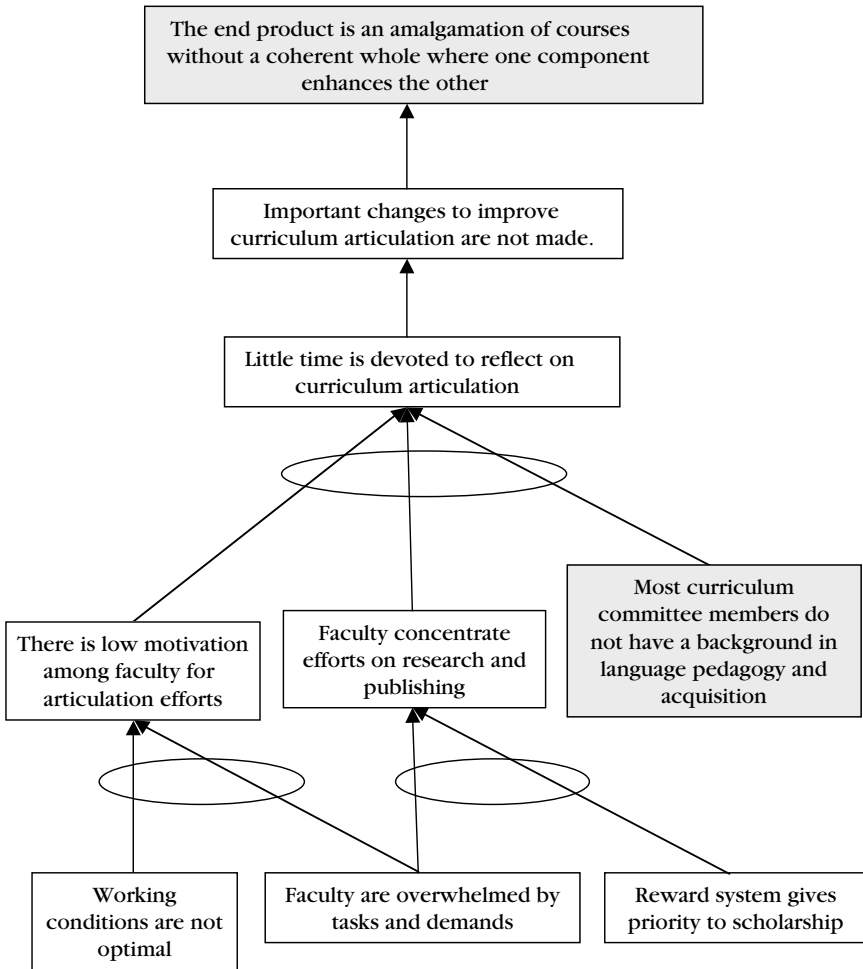 The end product is an amalgamation of courses
without a coherent whole where one component
enhances the other
Important changes to improve
curriculum articulation are not made.
Little time is devoted to reflect on
curriculum articulation
There is low motivation
among faculty for
articulation efforts
Faculty concentrate
efforts on research and
publishing
Most curriculum
committee members do
not have a background in
language pedagogy and
acquisition
Working
conditions are not
optimal
Faculty are overwhelmed by
tasks and demands
Reward system gives
priority to scholarship